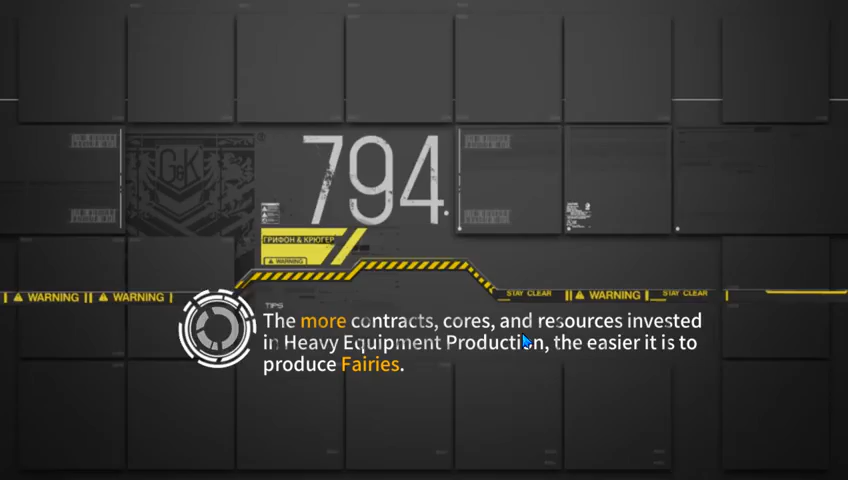 G&K
794.
ГРИФОН & КРЮГЕР
WARNING
WARNING WARNING
STAY CLEAR WARNING STAY CLEAR
TIPS
The more contracts, cores, and resources invested
in Heavy Equipment Production, the easier it is to
produce Fairies.